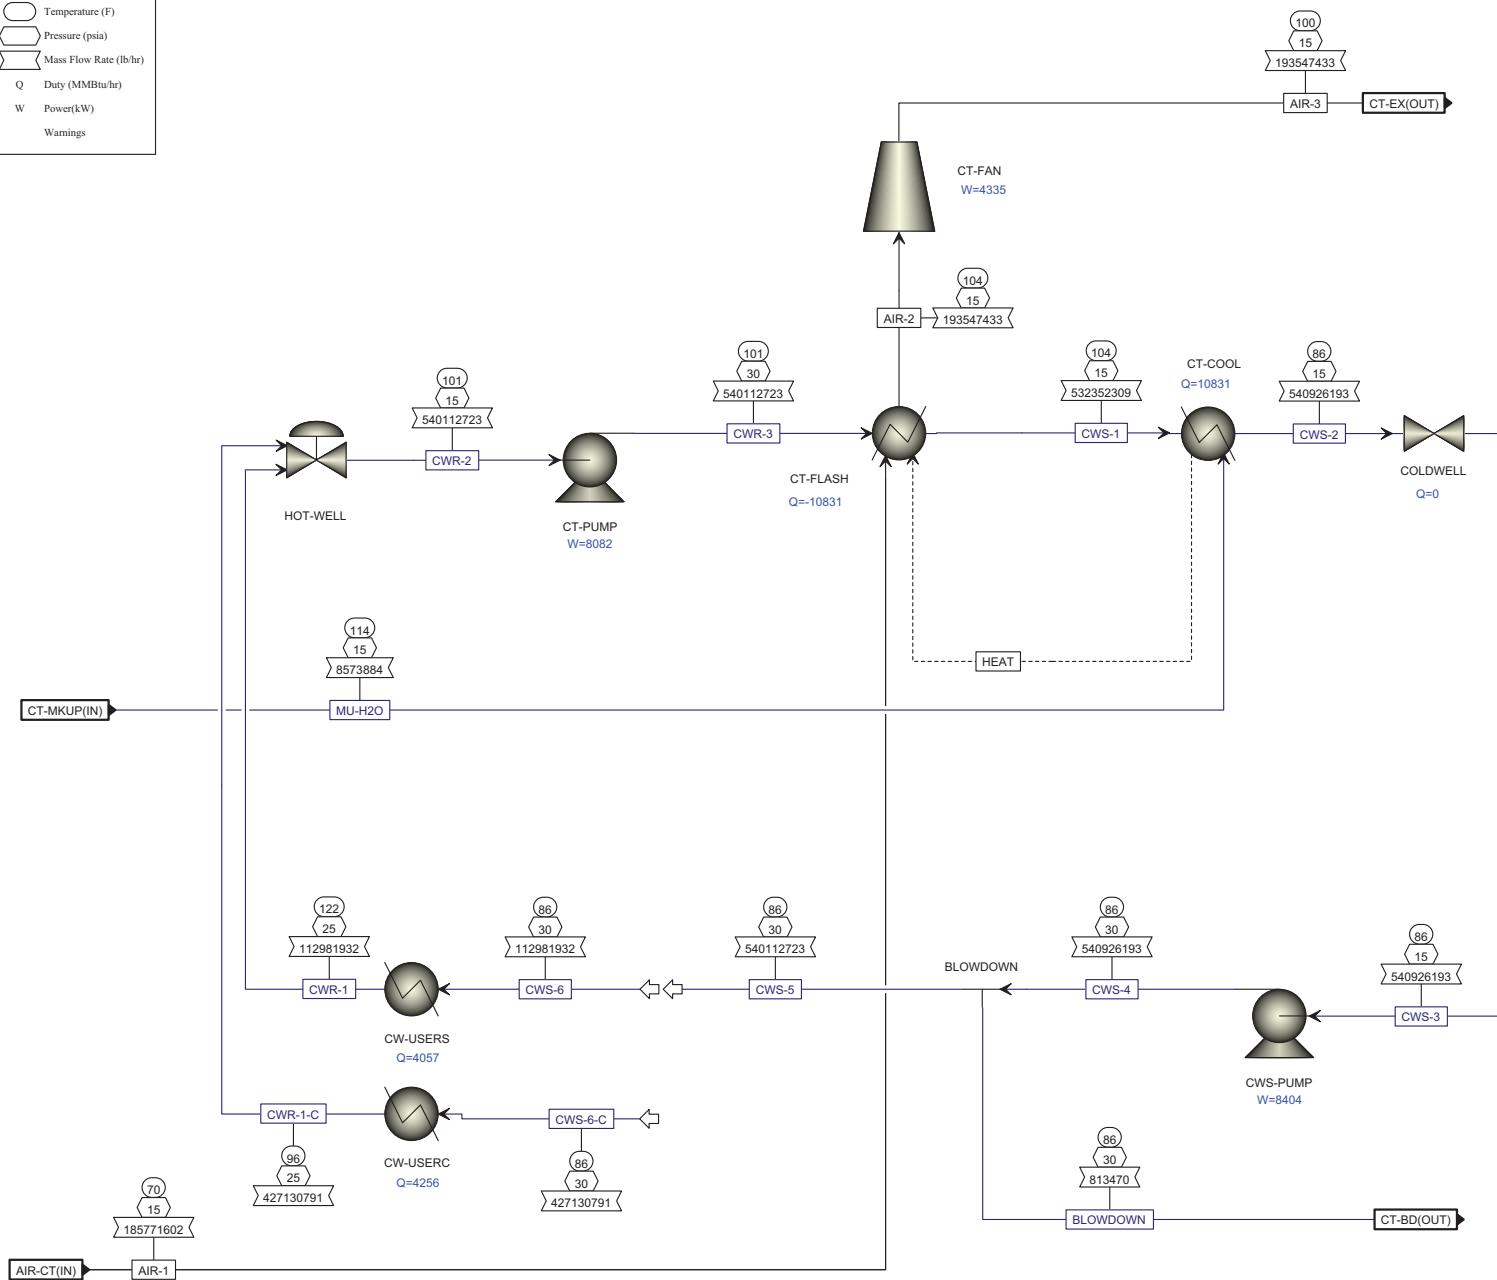 Temperature (F)
Pressure (psia)
Mass Flow Rate (lb/hr)
Q Duty (MMBtu/hr)
W Power(kW)
Warnings
100
15
193547433
AIR-3
CT-EX(OUT)
CT-FAN
W=4335
104
15
193547433
AIR-2
101
15
540112723
CWR-2
HOT-WELL
CT-PUMP
W=8082
101
30
540112723
CWR-3
CT-FLASH
Q=-10831
104
15
532352309
CWS-1
CT-COOL
Q=10831
86
15
540926193
CWS-2
COLDWELL
Q=0
HEAT
114
15
8573884
CT-MKUP(IN)
MU-H2O
122
25
112981932
CWR-1
CW-USERS
Q=4057
86
30
112981932
CWS-6
86
30
540112723
CWS-5
BLOWDOWN
86
30
540926193
CWS-4
86
15
540926193
CWS-3
CWS-PUMP
W=8404
CWR-1-C
96
25
427130791
CW-USERC
Q=4256
CWS-6-C
86
30
427130791
86
30
813470
BLOWDOWN
CT-BD(OUT)
70
15
185771602
AIR-CT(IN)
AIR-1